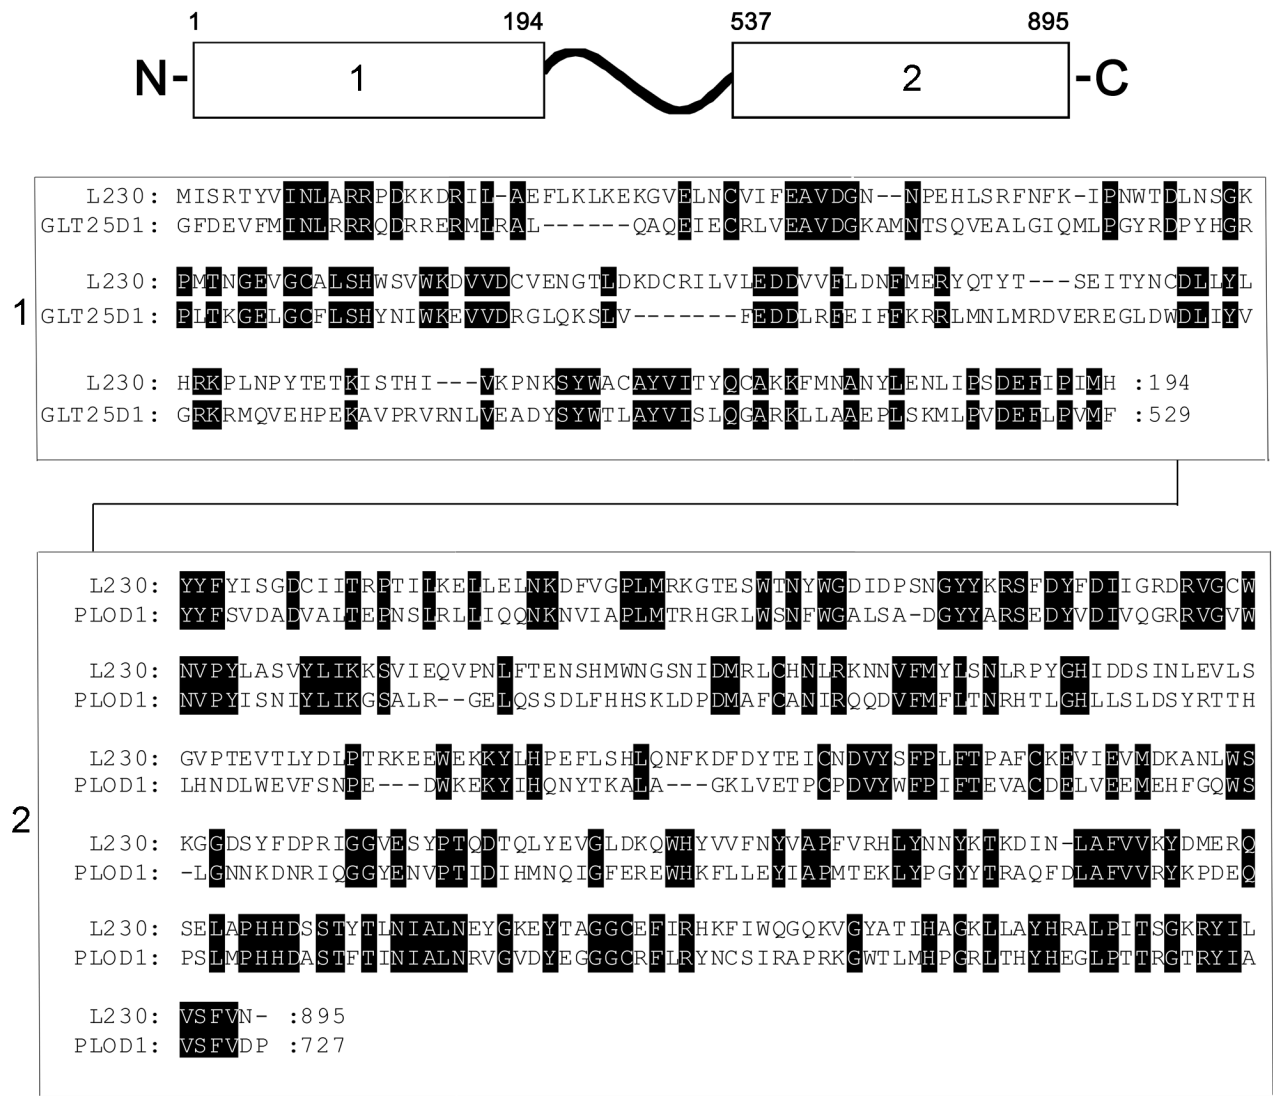 1 194 537 895
N- 1 2 -C
L230: MISRTYVINLARRPDKKDRIL-AEFLKLKEKGVELNCVIFEAVDGN--NPEHLSRFNFK-IPNWTDLNSGK
GLT25D1: GFDEVFMINLRRRQDRRERMLRAL------QAQEIECRLVEAVDGKAMNTSQVEALGIQMLPGYRDPYHGR
1
L230: PMTNGEVGCALSHWSVWKDVVDCVENGTLDKDCRILVLEDDVVFLDNFMERYQTYT---SEITYNCDLLYL
GLT25D1: PLTKGELGCFLSHYNIWKEVVDRGLQKSLV-------FEDDLRFEIFFKRRLMNLMRDVEREGLDWDLIYV
L230: HRKPLNPYTETKISTHI---VKPNKSYWACAYVITYQCAKKFMNANYLENLIPSDEFIPIMH :194
GLT25D1: GRKRMQVEHPEKAVPRVRNLVEADYSYWTLAYVISLQGARKLLAAEPLSKMLPVDEFLPVMF :529
L230: YYFYISGDCIITRPTILKELLELNKDFVGPLMRKGTESWTNYWGDIDPSNGYYKRSFDYFDIIGRDRVGCW
PLOD1: YYFSVDADVALTEPNSLRLLIQQNKNVIAPLMTRHGRLWSNFWGALSA-DGYYARSEDYVDIVQGRRVGVW
L230: NVPYLASVYLIKKSVIEQVPNLFTENSHMWNGSNIDMRLCHNLRKNNVFMYLSNLRPYGHIDDSINLEVLS
PLOD1: NVPYISNIYLIKGSALR--GELQSSDLFHHSKLDPDMAFCANIRQQDVFMFLTNRHTLGHLLSLDSYRTTH
L230: GVPTEVTLYDLPTRKEEWEKKYLHPEFLSHLQNFKDFDYTEICNDVYSFPLFTPAFCKEVIEVMDKANLWS
PLOD1: LHNDLWEVFSNPE---DWKEKYIHQNYTKALA---GKLVETPCPDVYWFPIFTEVACDELVEEMEHFGQWS
2
L230: KGGDSYFDPRIGGVESYPTQDTQLYEVGLDKQWHYVVFNYVAPFVRHLYNNYKTKDIN-LAFVVKYDMERQ
PLOD1: -LGNNKDNRIQGGYENVPTIDIHMNQIGFEREWHKFLLEYIAPMTEKLYPGYYTRAQFDLAFVVRYKPDEQ
L230: SELAPHHDSSTYTLNIALNEYGKEYTAGGCEFIRHKFIWQGQKVGYATIHAGKLLAYHRALPITSGKRYIL
PLOD1: PSLMPHHDASTFTINIALNRVGVDYEGGGCRFLRYNCSIRAPRKGWTLMHPGRLTHYHEGLPTTRGTRYIA
L230: VSFVN- :895
PLOD1: VSFVDP :727